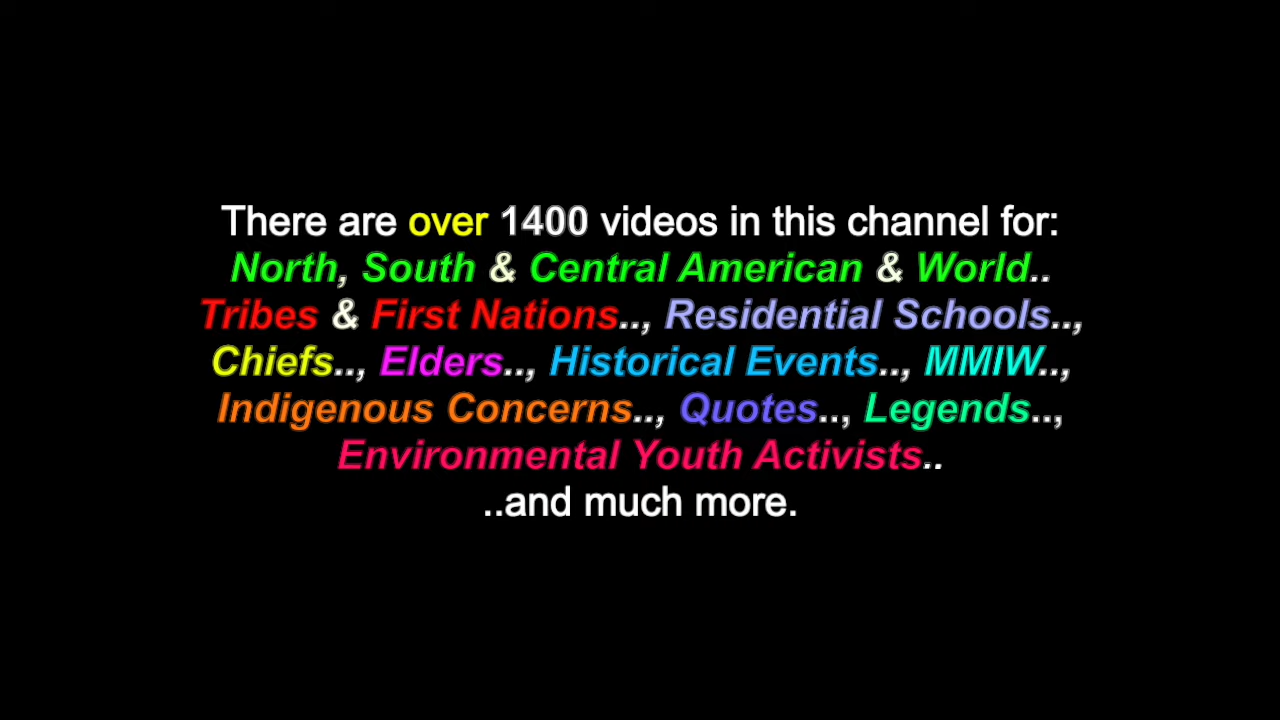 There are over 1400 videos in this channel for:
North, South & Central American & World..
Tribes & First Nations.., Residential Schools..,
Chiefs.., Elders.., Historical Events.., MMIW..,
Indigenous Concerns.., Quotes.., Legends..,
Environmental Youth Activists..
..and much more.